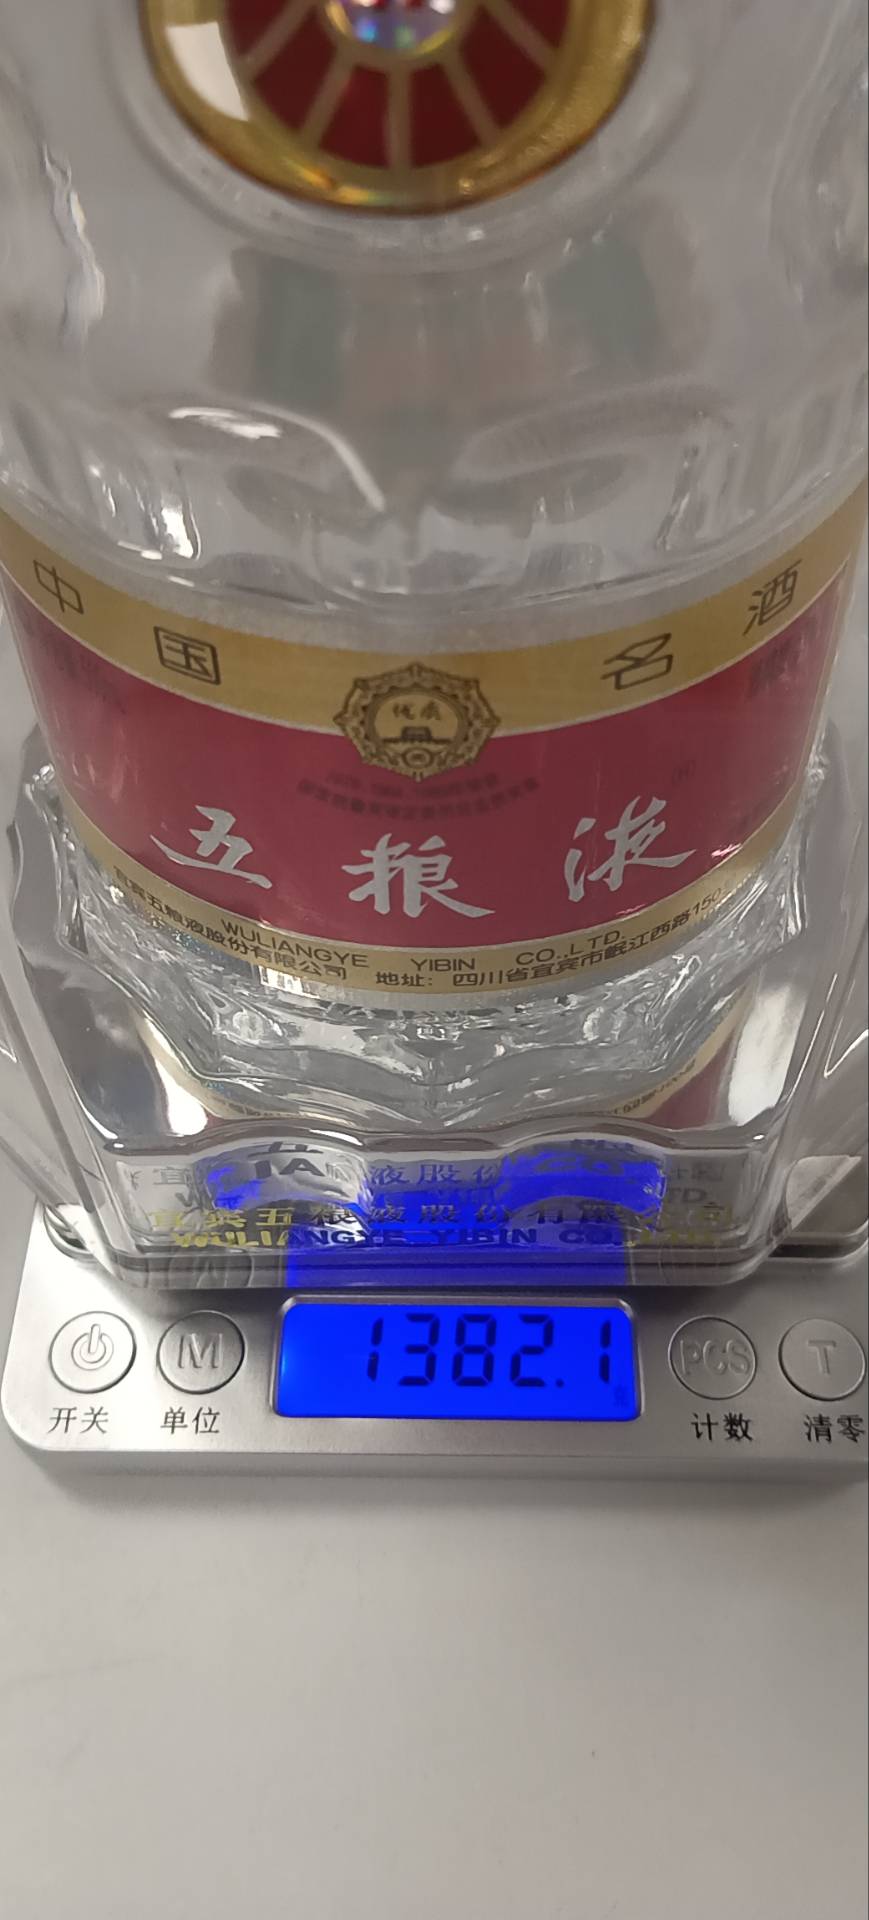 中国名酒
优质
五粮液
WULIANGYE YIBIN CO.,LTD.
宜宾五粮液股份有限公司 地址：四川省宜宾市岷江西路150
宜宾五粮液股份有限公司
WULIANGYE YIBIN CO.,LTD.
1382.1
M
PCS
T
开关
单位
计数
清零